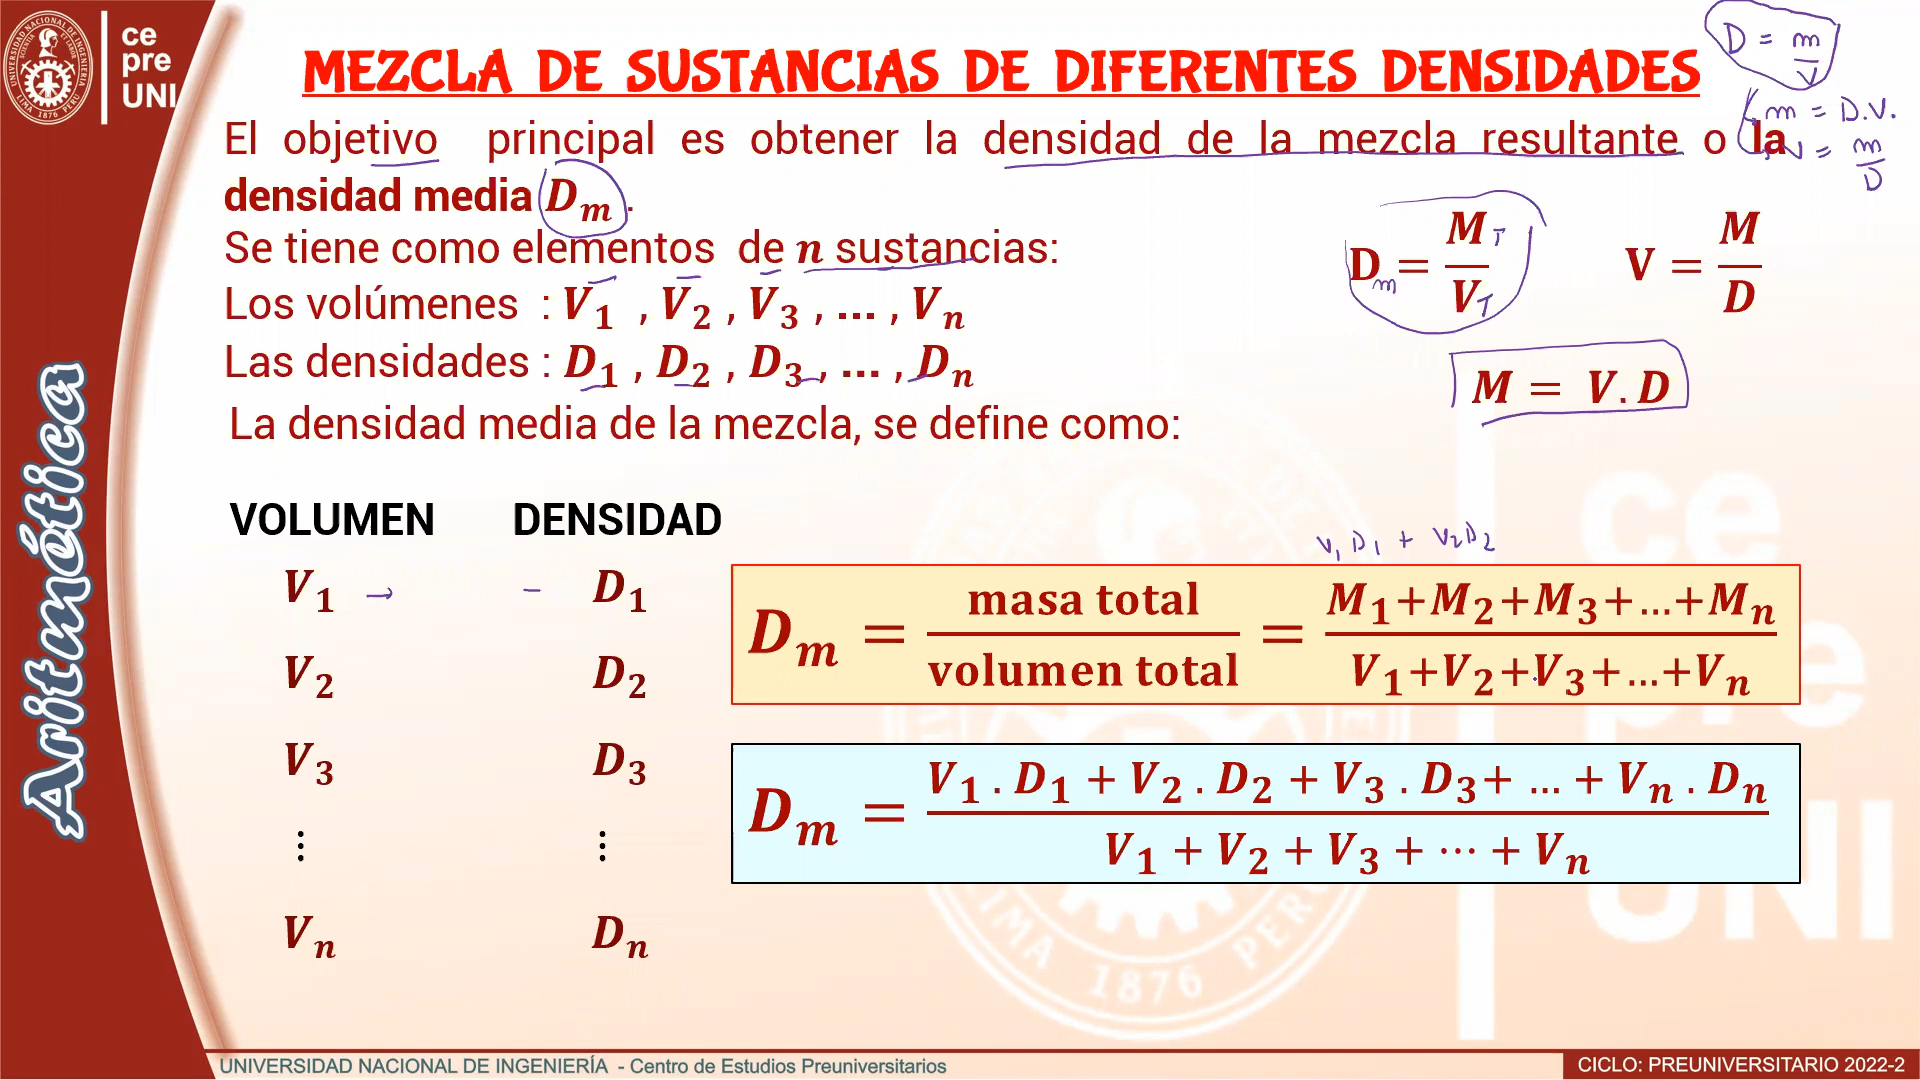 ce
pre
UNI
MEZCLA DE SUSTANCIAS DE DIFERENTES DENSIDADES
D = m/V
m = D.V.
V = m/D
El objetivo principal es obtener la densidad de la mezcla resultante o la
densidad media Dₘ.
Se tiene como elementos de n sustancias:
Los volúmenes : V₁ , V₂ , V₃ , ... , Vₙ
Las densidades : D₁ , D₂ , D₃ , ... , Dₙ
La densidad media de la mezcla, se define como:
Dₘ = M_T/V_T
V = M/D
M = V.D
VOLUMEN DENSIDAD
V₁ → - D₁
V₂ D₂
V₃ D₃
⋮ ⋮
Vₙ Dₙ
V₁D₁ + V₂D₂
Dₘ = masa total/volumen total = M₁+M₂+M₃+...+Mₙ/V₁+V₂+V₃+...+Vₙ
Dₘ = V₁.D₁ + V₂.D₂ + V₃.D₃+ ... + Vₙ.Dₙ/V₁ + V₂ + V₃ + ⋯ + Vₙ
Aritmética
UNIVERSIDAD NACIONAL DE INGENIERÍA - Centro de Estudios Preuniversitarios
CICLO: PREUNIVERSITARIO 2022-2